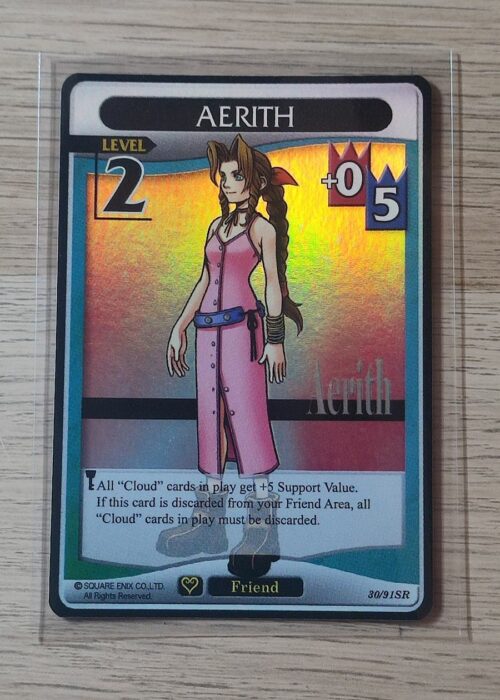 AERITH
LEVEL
2
+0
5
Aerith
All “Cloud” cards in play get +5 Support Value.
If this card is discarded from your Friend Area, all
“Cloud” cards in play must be discarded.
© SQUARE ENIX CO.,LTD.
All Rights Reserved.
Friend
30/91SR